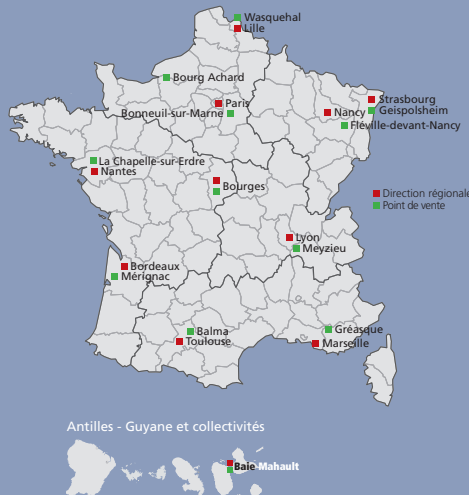 Wasquehal
Lille
Bourg Achard
Paris
Bonneuil-sur-Marne
Strasbourg
Nancy
Geispolsheim
Fléville-devant-Nancy
La Chapelle-sur-Erdre
Nantes
Bourges
Direction régionale
Point de vente
Lyon
Meyzieu
Bordeaux
Mérignac
Balma
Toulouse
Gréasque
Marseille
Antilles - Guyane et collectivités
Baie-Mahault